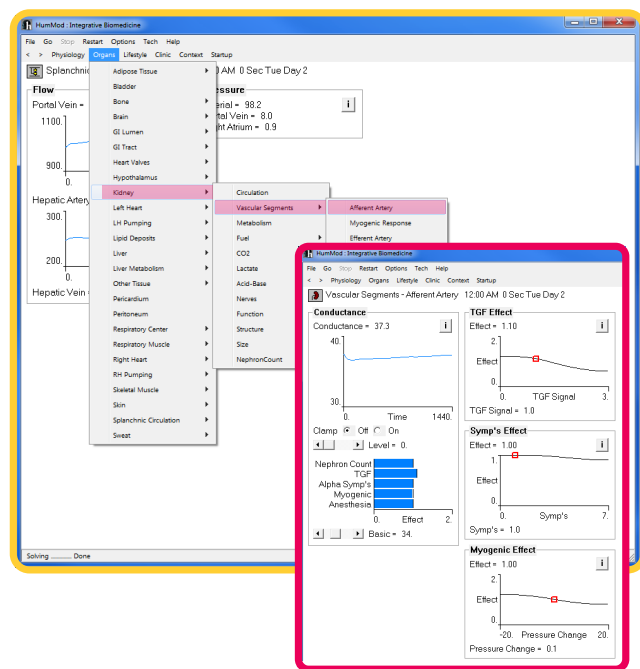 HumMod : Integrative Biomedicine
File Go Stop Restart Options Tech Help
< > Physiology Organs Lifestyle Clinic Context Startup
Splanchnic
AM 0 Sec Tue Day 2
Flow
Portal Vein =
1100.
900.
0.
Hepatic Artery
300.
200.
0.
Hepatic Vein =
= 98.2
= 8.0
ht Atrium = 0.9
i
Adipose Tissue
Bladder
Bone
Brain
GI Lumen
GI Tract
Heart Valves
Hypothalamus
Kidney
Left Heart
LH Pumping
Lipid Deposits
Liver
Liver Metabolism
Other Tissue
Pericardium
Peritoneum
Respiratory Center
Respiratory Muscle
Right Heart
RH Pumping
Skeletal Muscle
Skin
Splanchnic Circulation
Sweat
Circulation
Vascular Segments
Metabolism
Fuel
CO2
Lactate
Acid-Base
Nerves
Function
Structure
Size
NephronCount
Afferent Artery
Myogenic Response
Efferent Artery
Solving Done
HumMod : Integrative Biomedicine
File Go Stop Restart Options Tech Help
< > Physiology Organs Lifestyle Clinic Context Startup
Vascular Segments - Afferent Artery 12:00 AM 0 Sec Tue Day 2
Conductance
Conductance = 37.3 i
40.
30.
0. Time 1440.
Clamp Off On
Level = 0.
Nephron Count
TGF
Alpha Symp's
Myogenic
Anesthesia
0. Effect 2.
Basic = 34.
TGF Effect
Effect = 1.10 i
2.
Effect
0.
0. TGF Signal 3.
TGF Signal = 1.0
Symp's Effect
Effect = 1.00 i
1.
Effect
0.
0. Symp's 7.
Symp's = 1.0
Myogenic Effect
Effect = 1.00 i
2.
Effect
0.
-20. Pressure Change 20.
Pressure Change = 0.1